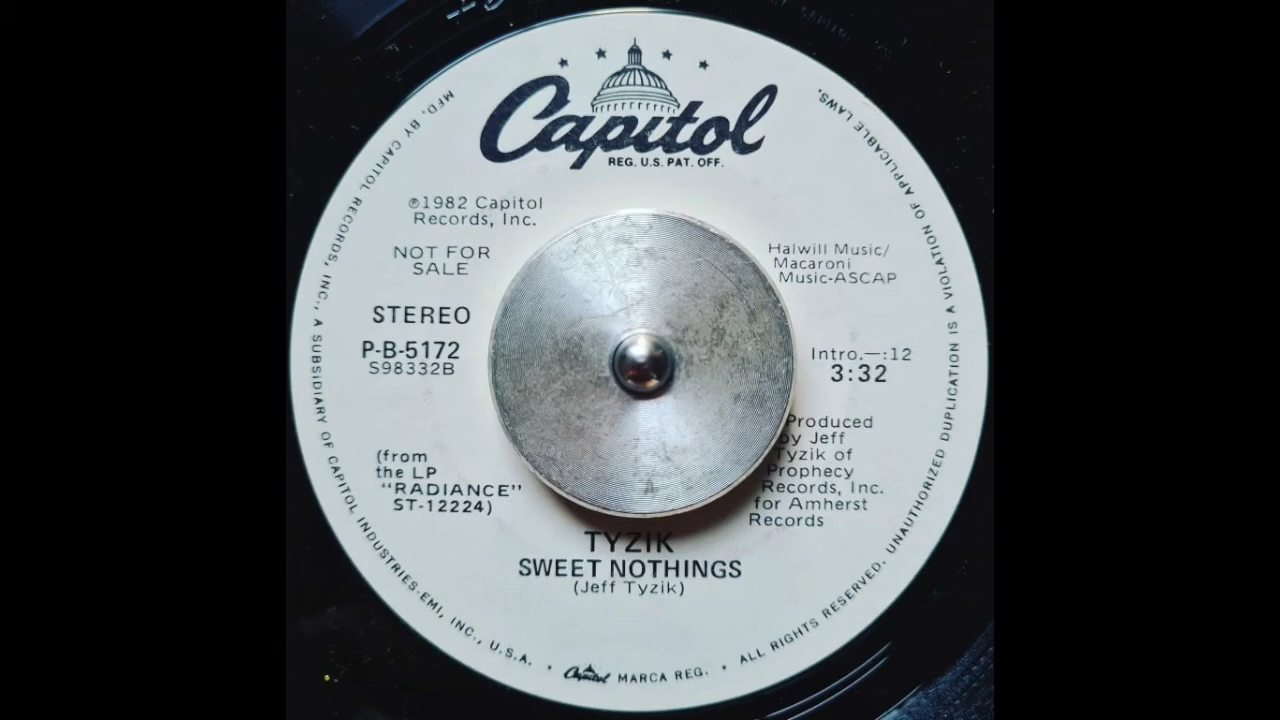 Capitol
REG. U.S. PAT. OFF.
℗1982 Capitol
Records, Inc.
NOT FOR
SALE
STEREO
P-B-5172
S98332B
(from
the LP
"RADIANCE"
ST-12224)
Halwill Music/
Macaroni
Music-ASCAP
Intro.—:12
3:32
Produced
by Jeff
Tyzik of
Prophecy
Records, Inc.
for Amherst
Records
TYZIK
SWEET NOTHINGS
(Jeff Tyzik)
MFD. BY CAPITOL RECORDS, INC., A SUBSIDIARY OF CAPITOL INDUSTRIES-EMI, INC., U.S.A. • Capitol MARCA REG. • ALL RIGHTS RESERVED. UNAUTHORIZED DUPLICATION IS A VIOLATION OF APPLICABLE LAWS.